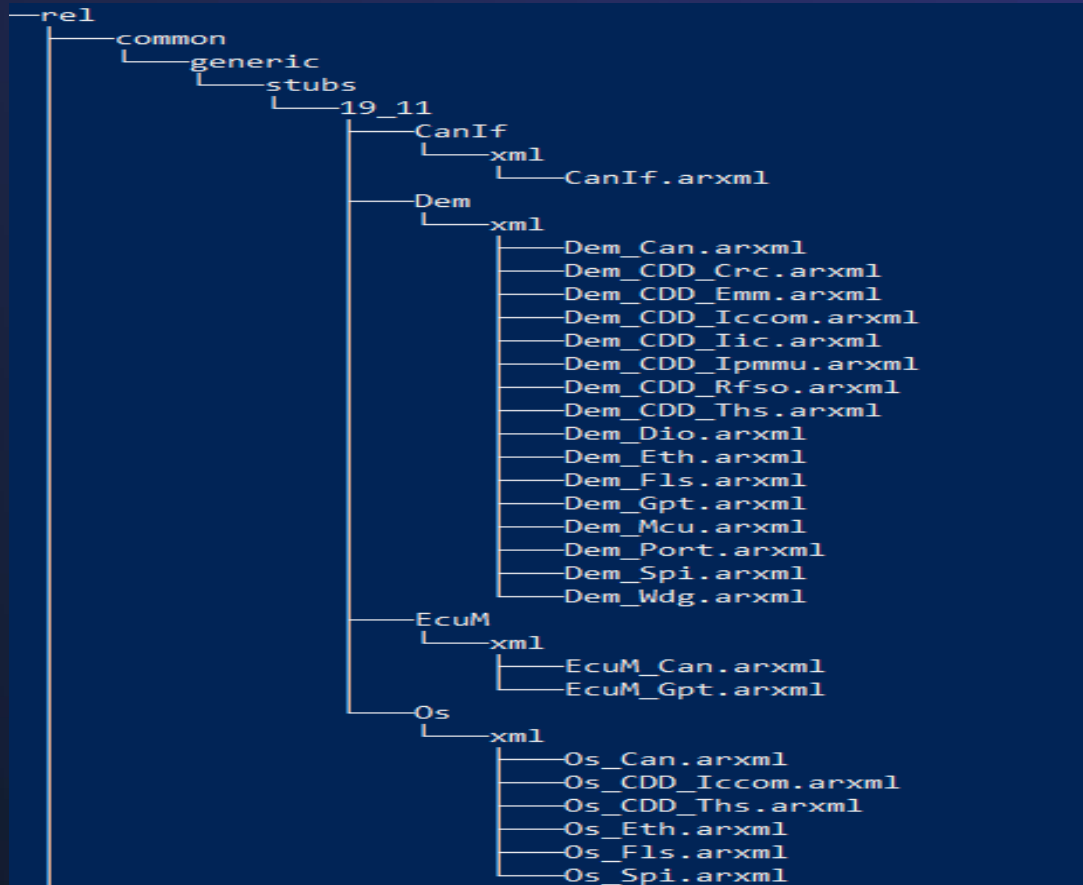 rel
common
generic
stubs
19_11
CanIf
xml
CanIf.arxml
Dem
xml
Dem_Can.arxml
Dem_CDD_Crc.arxml
Dem_CDD_Emm.arxml
Dem_CDD_Iccom.arxml
Dem_CDD_Iic.arxml
Dem_CDD_Ipmmu.arxml
Dem_CDD_Rfso.arxml
Dem_CDD_Ths.arxml
Dem_Dio.arxml
Dem_Eth.arxml
Dem_Fls.arxml
Dem_Gpt.arxml
Dem_Mcu.arxml
Dem_Port.arxml
Dem_Spi.arxml
Dem_Wdg.arxml
EcuM
xml
EcuM_Can.arxml
EcuM_Gpt.arxml
Os
xml
Os_Can.arxml
Os_CDD_Iccom.arxml
Os_CDD_Ths.arxml
Os_Eth.arxml
Os_Fls.arxml
Os_Spi.arxml